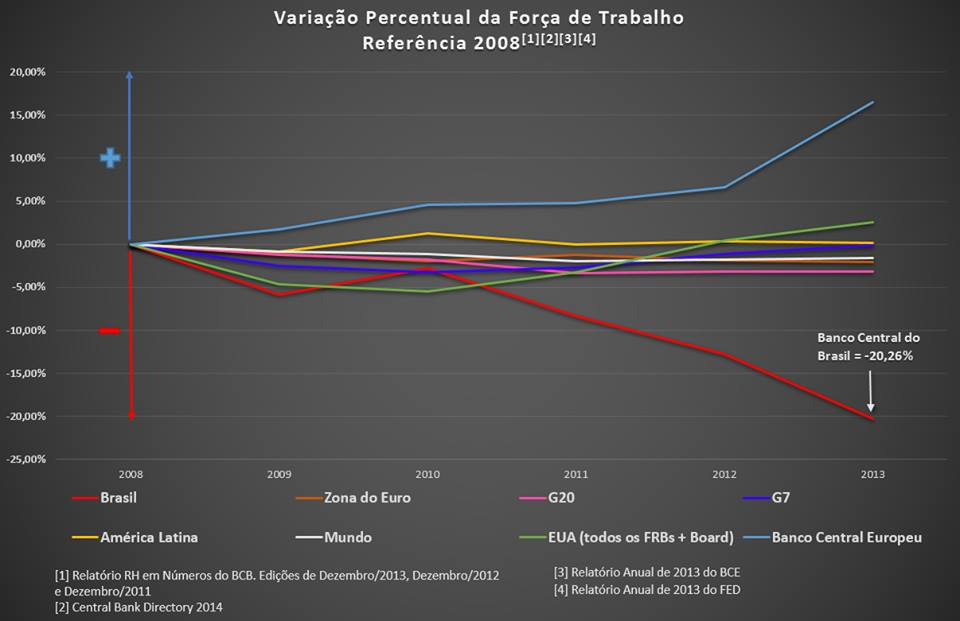 Variação Percentual da Força de Trabalho
Referência 2008[1][2][3][4]
20,00%
15,00%
10,00%
5,00%
0,00%
-5,00%
-10,00%
-15,00%
-20,00%
-25,00%
Banco Central do
Brasil = -20,26%
2008 2009 2010 2011 2012 2013
Brasil Zona do Euro G20 G7
América Latina Mundo EUA (todos os FRBs + Board) Banco Central Europeu
[1] Relatório RH em Números do BCB. Edições de Dezembro/2013, Dezembro/2012
e Dezembro/2011
[2] Central Bank Directory 2014
[3] Relatório Anual de 2013 do BCE
[4] Relatório Anual de 2013 do FED